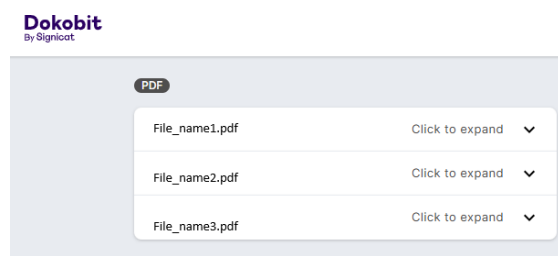 Dokobit
By Signicat
PDF
File_name1.pdf Click to expand
File_name2.pdf Click to expand
File_name3.pdf Click to expand